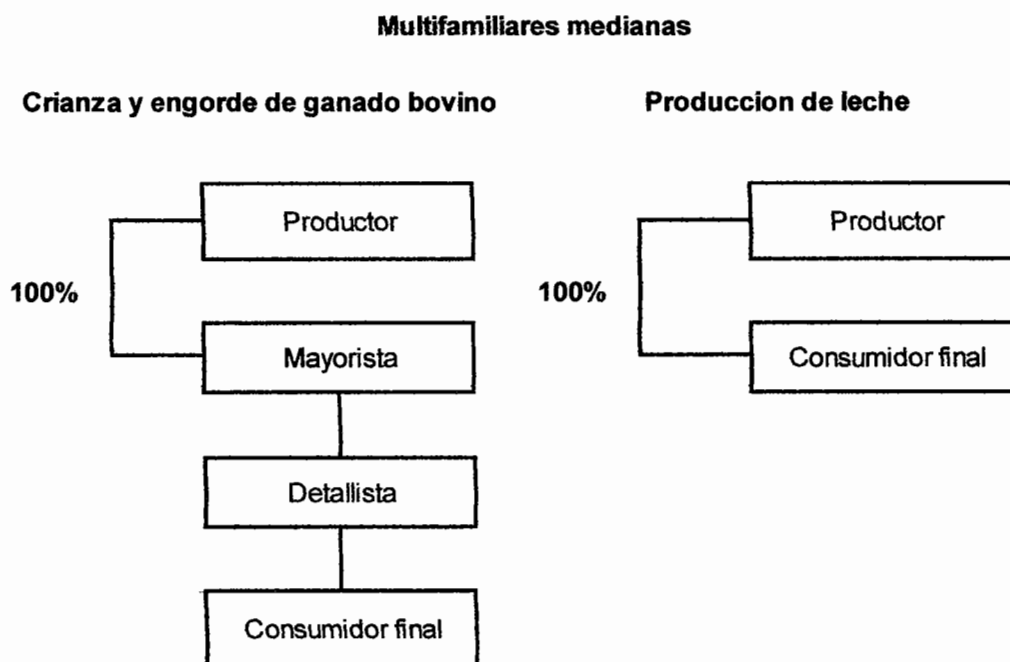 Multifamiliares medianas
Crianza y engorde de ganado bovino
Produccion de leche
Productor
100%
Mayorista
Detallista
Consumidor final
Productor
100%
Consumidor final